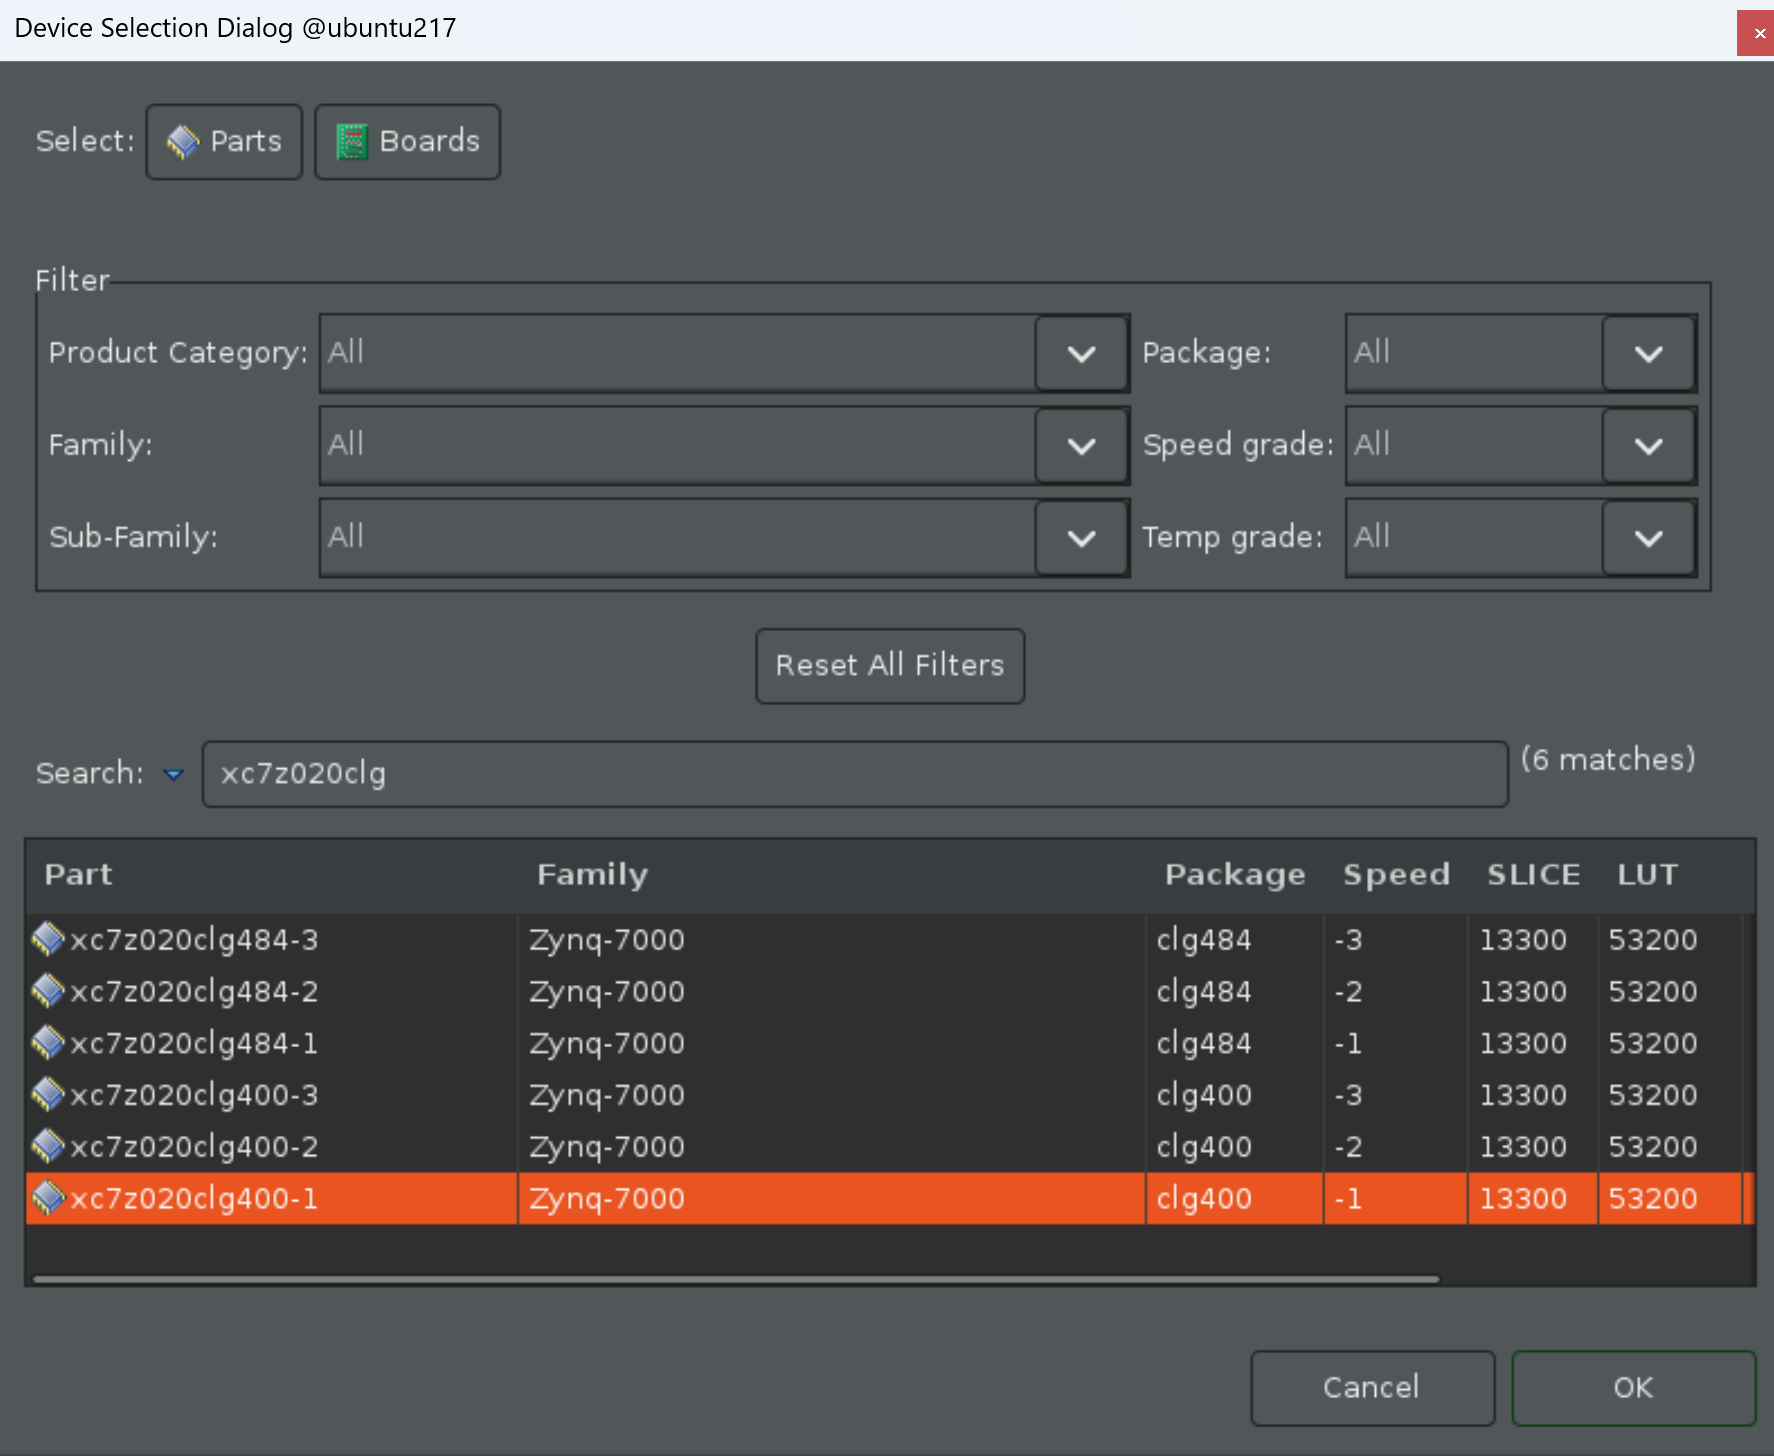 Device Selection Dialog @ubuntu217
Select: Parts Boards
Filter
Product Category: All Package: All
Family: All Speed grade: All
Sub-Family: All Temp grade: All
Reset All Filters
Search: xc7z020clg (6 matches)
Part Family Package Speed SLICE LUT
xc7z020clg484-3 Zynq-7000 clg484 -3 13300 53200
xc7z020clg484-2 Zynq-7000 clg484 -2 13300 53200
xc7z020clg484-1 Zynq-7000 clg484 -1 13300 53200
xc7z020clg400-3 Zynq-7000 clg400 -3 13300 53200
xc7z020clg400-2 Zynq-7000 clg400 -2 13300 53200
xc7z020clg400-1 Zynq-7000 clg400 -1 13300 53200
Cancel OK